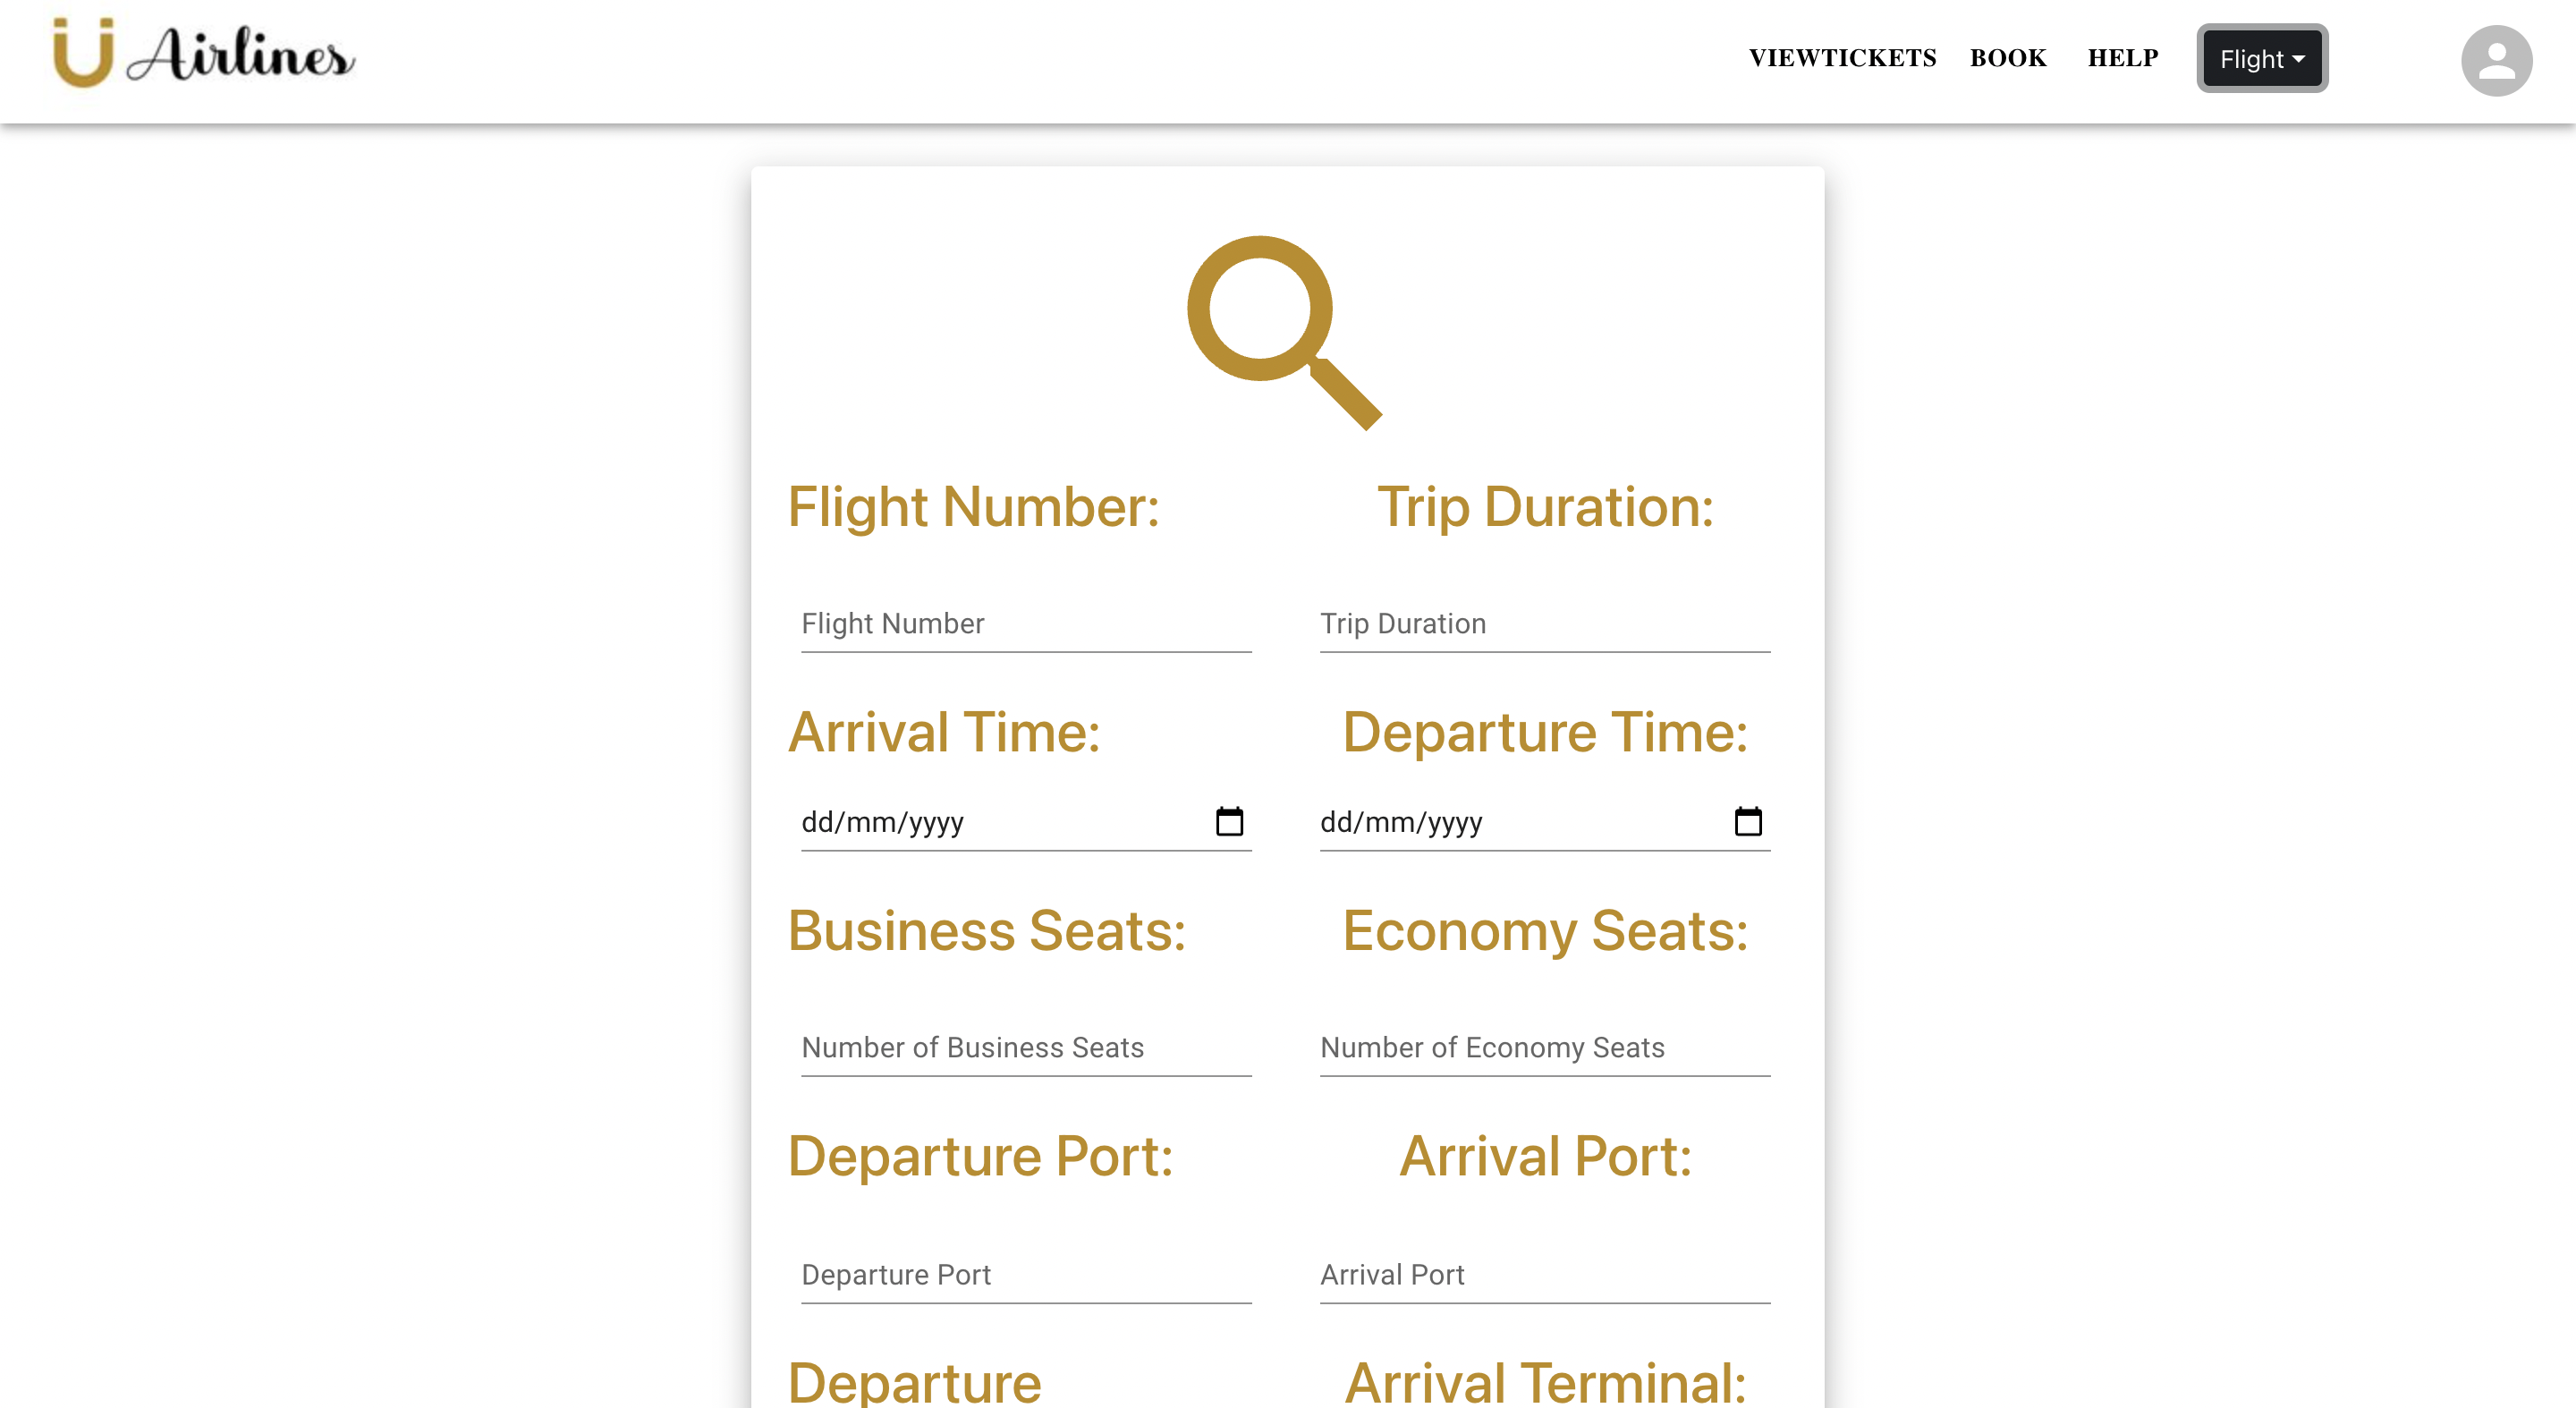 Ü Airlines
VIEWTICKETS BOOK HELP Flight
Flight Number: Trip Duration:
Flight Number Trip Duration
Arrival Time: Departure Time:
dd/mm/yyyy dd/mm/yyyy
Business Seats: Economy Seats:
Number of Business Seats Number of Economy Seats
Departure Port: Arrival Port:
Departure Port Arrival Port
Departure Arrival Terminal: